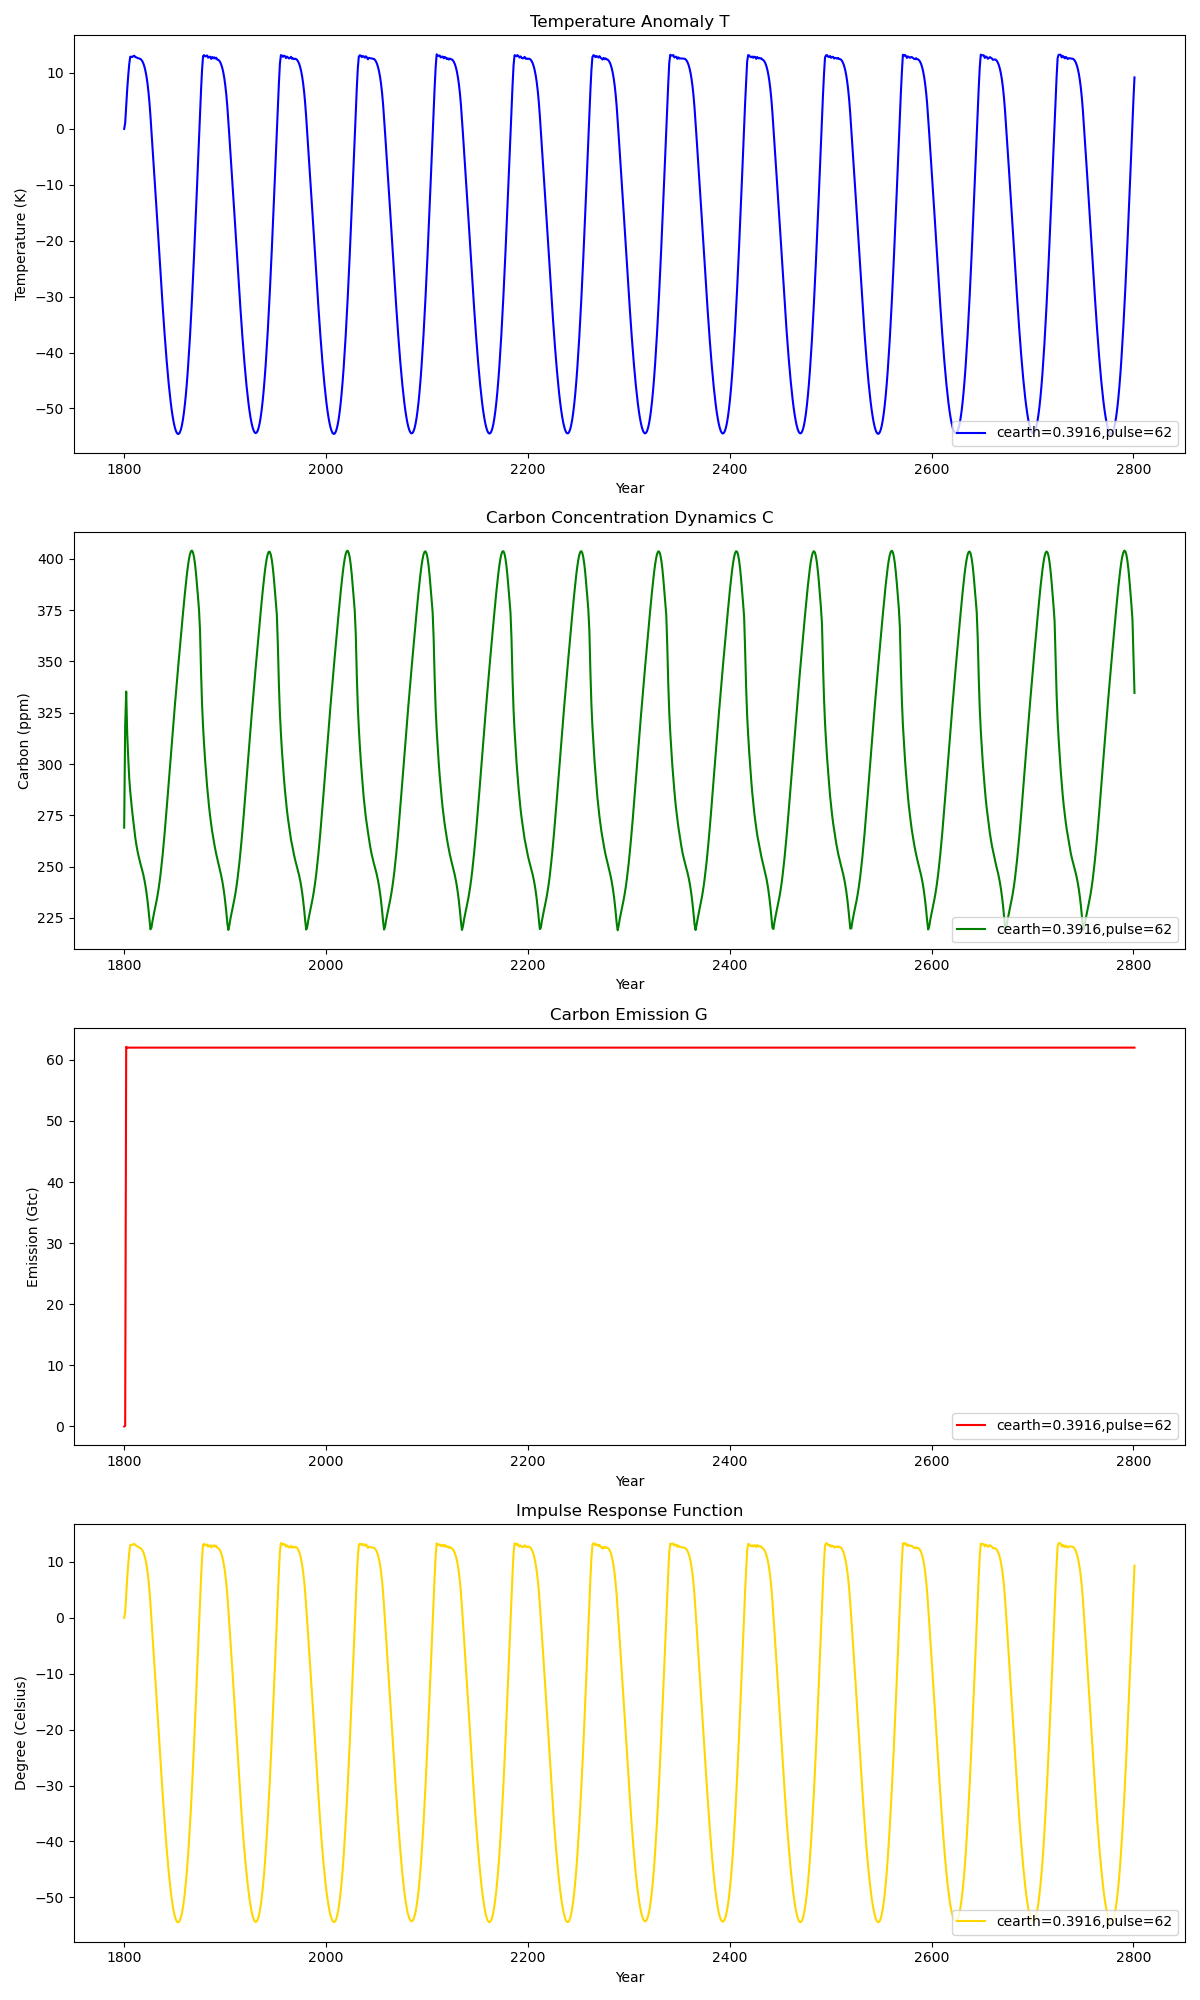 Temperature Anomaly T
10
0
−10
−20
−30
−40
−50
Temperature (K)
cearth=0.3916,pulse=62
1800 2000 2200 2400 2600 2800
Year
Carbon Concentration Dynamics C
400
375
350
325
300
275
250
225
Carbon (ppm)
cearth=0.3916,pulse=62
1800 2000 2200 2400 2600 2800
Year
Carbon Emission G
60
50
40
30
20
10
0
Emission (Gtc)
cearth=0.3916,pulse=62
1800 2000 2200 2400 2600 2800
Year
Impulse Response Function
10
0
−10
−20
−30
−40
−50
Degree (Celsius)
cearth=0.3916,pulse=62
1800 2000 2200 2400 2600 2800
Year